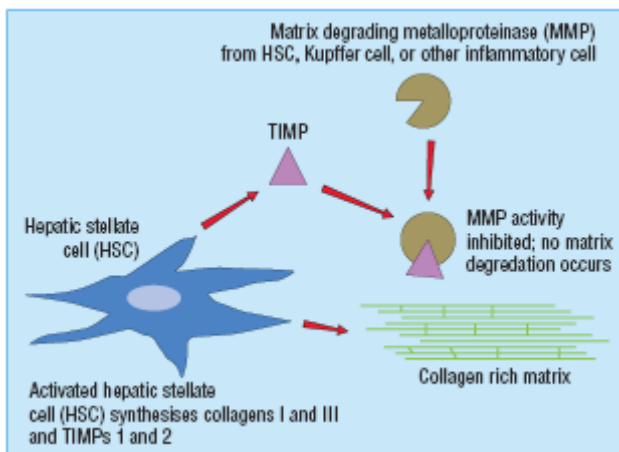 Matrix degrading metalloproteinase (MMP)
from HSC, Kupffer cell, or other inflammatory cell
TIMP
Hepatic stellate
cell (HSC)
MMP activity
inhibited; no matrix
degredation occurs
Collagen rich matrix
Activated hepatic stellate
cell (HSC) synthesises collagens I and III
and TIMPs 1 and 2